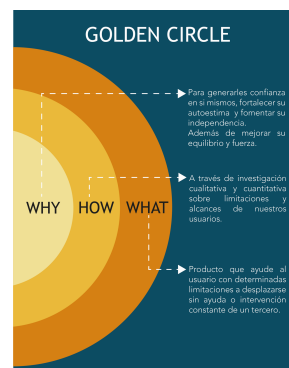 GOLDEN CIRCLE
Para generarles confianza
en si mismos, fortalecer su
autoestima y fomentar su
independencia.
Además de mejorar su
equilibrio y fuerza.
A través de investigación
cualitativa y cuantitativa
sobre limitaciones y
alcances de nuestros
usuarios.
WHY HOW WHAT
Producto que ayude al
usuario con determinadas
limitaciones a desplazarse
sin ayuda o intervención
constante de un tercero.